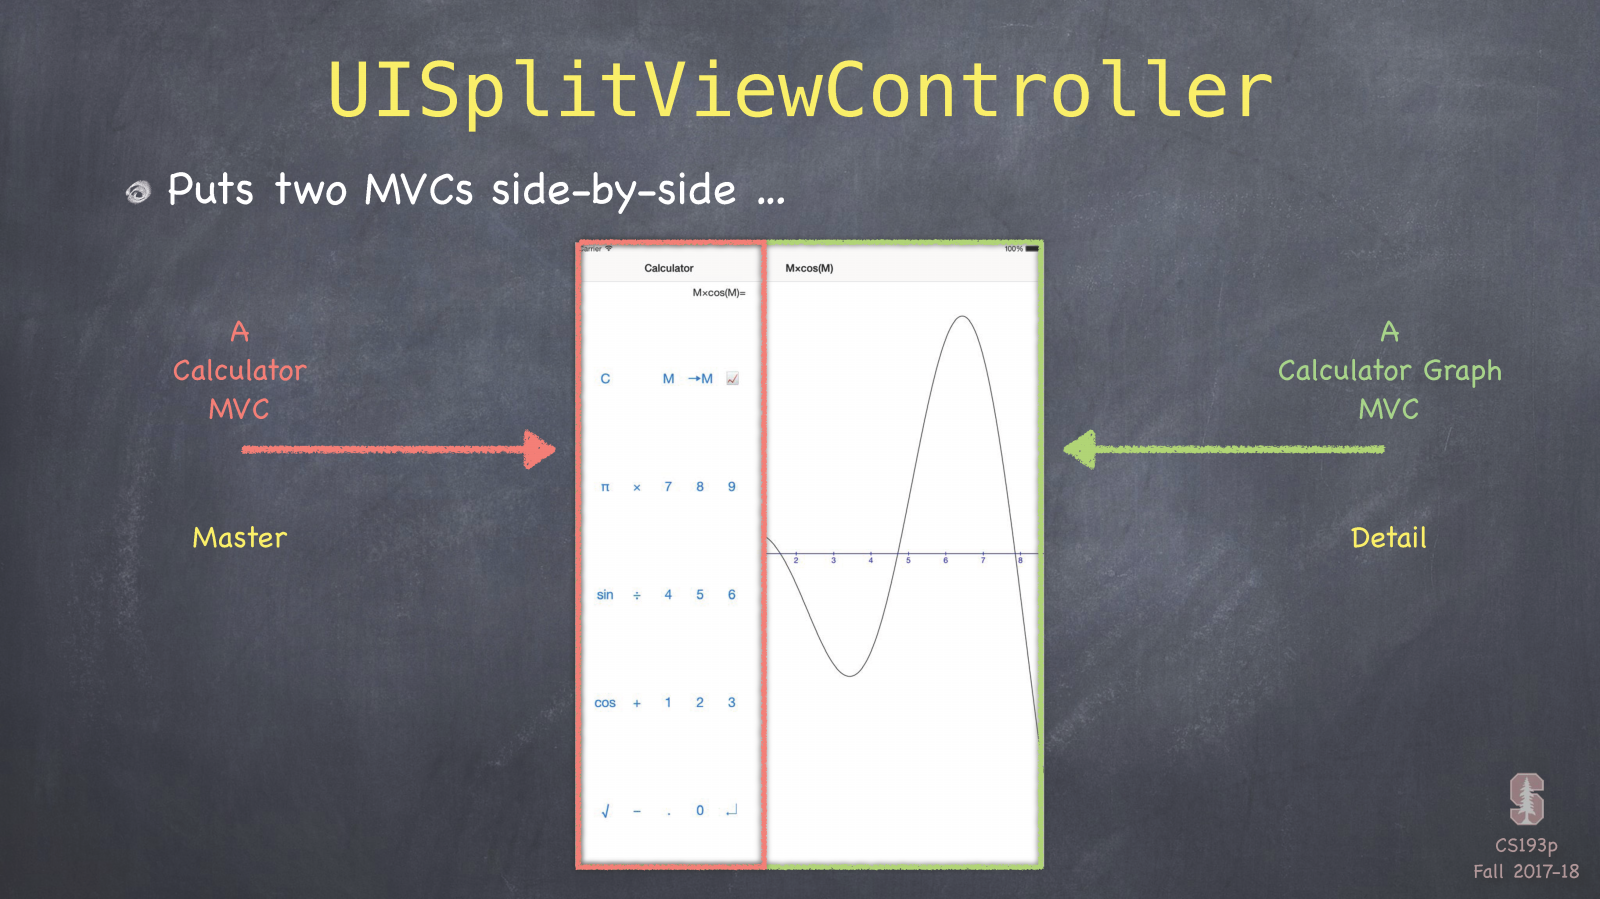 UISplitViewController
Puts two MVCs side-by-side ...
A
Calculator
MVC
Master
100%
Calculator
M×cos(M)
M×cos(M)=
C M →M
π × 7 8 9
sin ÷ 4 5 6
cos + 1 2 3
√ − . 0 ↵
2 3 4 5 6 7 8
A
Calculator Graph
MVC
Detail
S
CS193p
Fall 2017-18